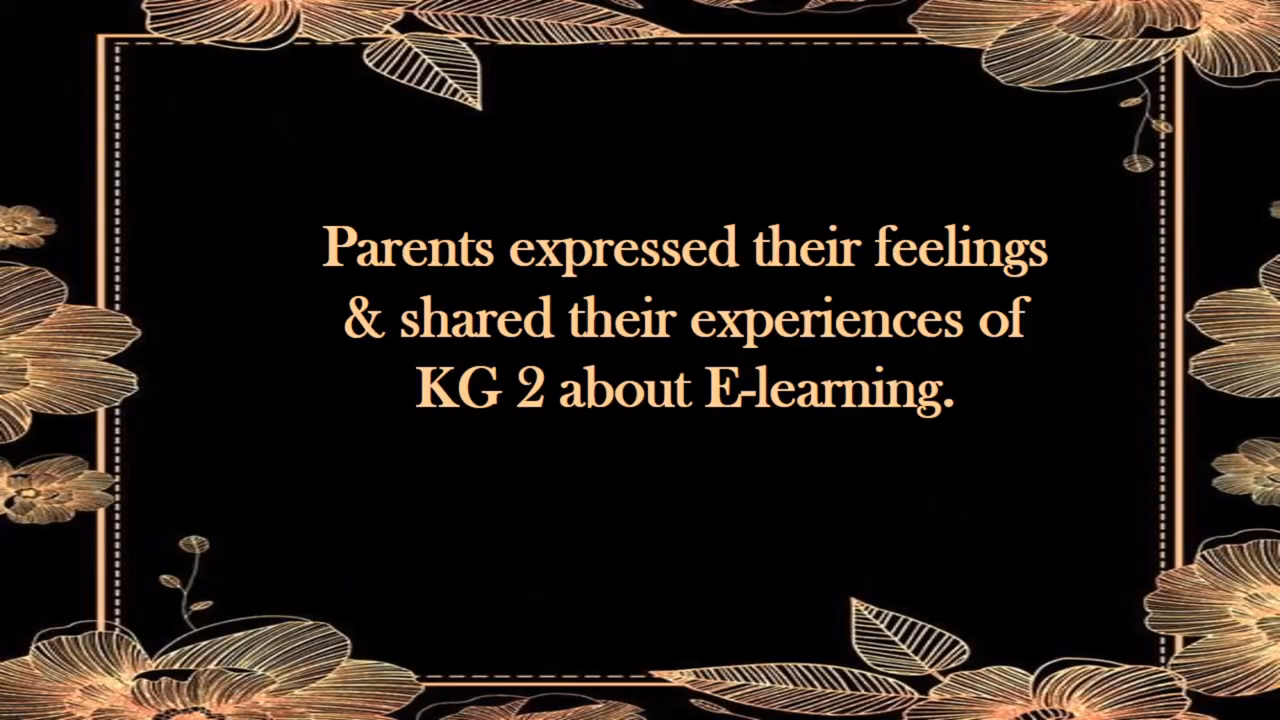 Parents expressed their feelings
& shared their experiences of
KG 2 about E-learning.